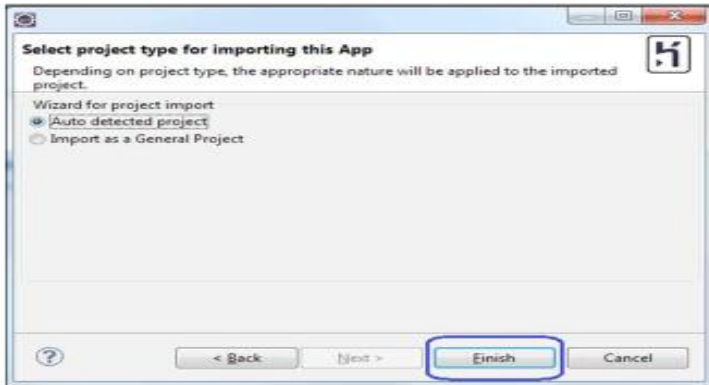 Select project type for importing this App
Depending on project type, the appropriate nature will be applied to the imported
project.
Wizard for project import
Auto detected project
Import as a General Project
? < Back Next > Finish Cancel